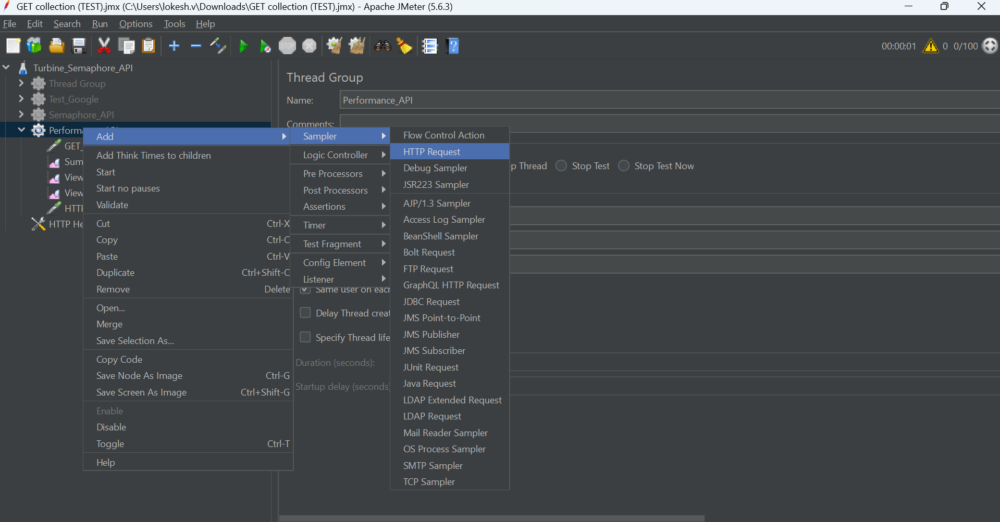 GET collection (TEST).jmx (C:\Users\lokesh.v\Downloads\GET collection (TEST).jmx) - Apache JMeter (5.6.3)
File Edit Search Run Options Tools Help
STOP
?
00:00:01 0 0/100
Turbine_Semaphore_API
Thread Group
Test_Google
Semaphore_API
Performa
GET_
Sum
View
View
HTT
HTTP He
Add
Add Think Times to children
Start
Start no pauses
Validate
Cut Ctrl-X
Copy Ctrl-C
Paste Ctrl-V
Duplicate Ctrl+Shift-C
Remove Delete
Open...
Merge
Save Selection As...
Copy Code
Save Node As Image Ctrl-G
Save Screen As Image Ctrl+Shift-G
Enable
Disable
Toggle Ctrl-T
Help
Sampler
Logic Controller
Pre Processors
Post Processors
Assertions
Timer
Test Fragment
Config Element
Listener
Flow Control Action
HTTP Request
Debug Sampler
JSR223 Sampler
AJP/1.3 Sampler
Access Log Sampler
BeanShell Sampler
Bolt Request
FTP Request
GraphQL HTTP Request
JDBC Request
JMS Point-to-Point
JMS Publisher
JMS Subscriber
JUnit Request
Java Request
LDAP Extended Request
LDAP Request
Mail Reader Sampler
OS Process Sampler
SMTP Sampler
TCP Sampler
Thread Group
Name: Performance_API
Comments:
p Thread Stop Test Stop Test Now
Same user on each
Delay Thread creat
Specify Thread life
Duration (seconds):
Startup delay (seconds)